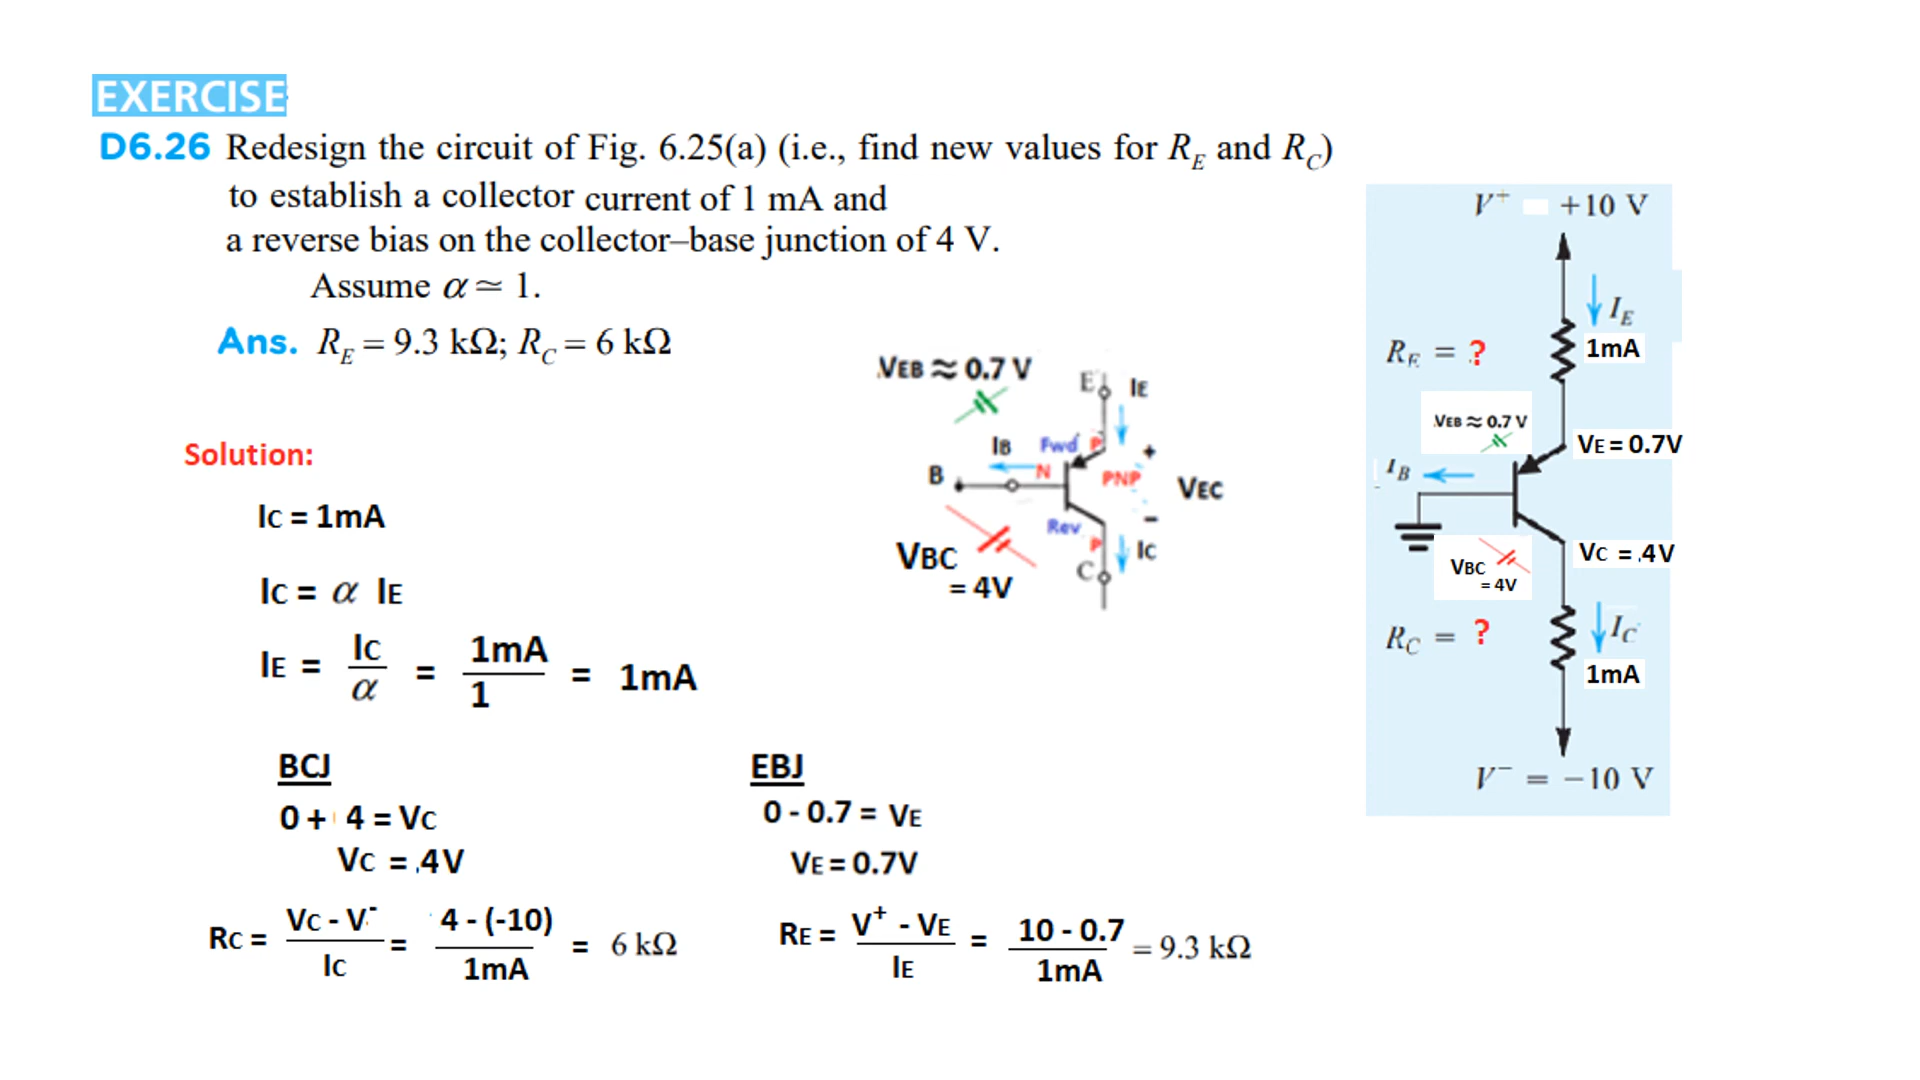 EXERCISE
D6.26 Redesign the circuit of Fig. 6.25(a) (i.e., find new values for R_E and R_C)
to establish a collector current of 1 mA and
a reverse bias on the collector–base junction of 4 V.
Assume α ≃ 1.
Ans. R_E = 9.3 kΩ; R_C = 6 kΩ
Solution:
IC = 1mA
IC = α IE
IE = IC / α = 1mA / 1 = 1mA
BCJ
0 + 4 = VC
VC = .4V
RC = VC - V⁻ / IC = 4 - (-10) / 1mA = 6 kΩ
EBJ
0 - 0.7 = VE
VE = 0.7V
RE = V⁺ - VE / IE = 10 - 0.7 / 1mA = 9.3 kΩ
VEB ≈ 0.7 V
E IE
IB Fwd P +
B N PNP VEC
Rev -
VBC P IC
= 4V C
V⁺ +10 V
I_E
R_E = ? 1mA
VEB ≈ 0.7 V
VE = 0.7V
I_B
VC = .4V
VBC
= 4V
R_C = ? I_C
1mA
V⁻ = −10 V